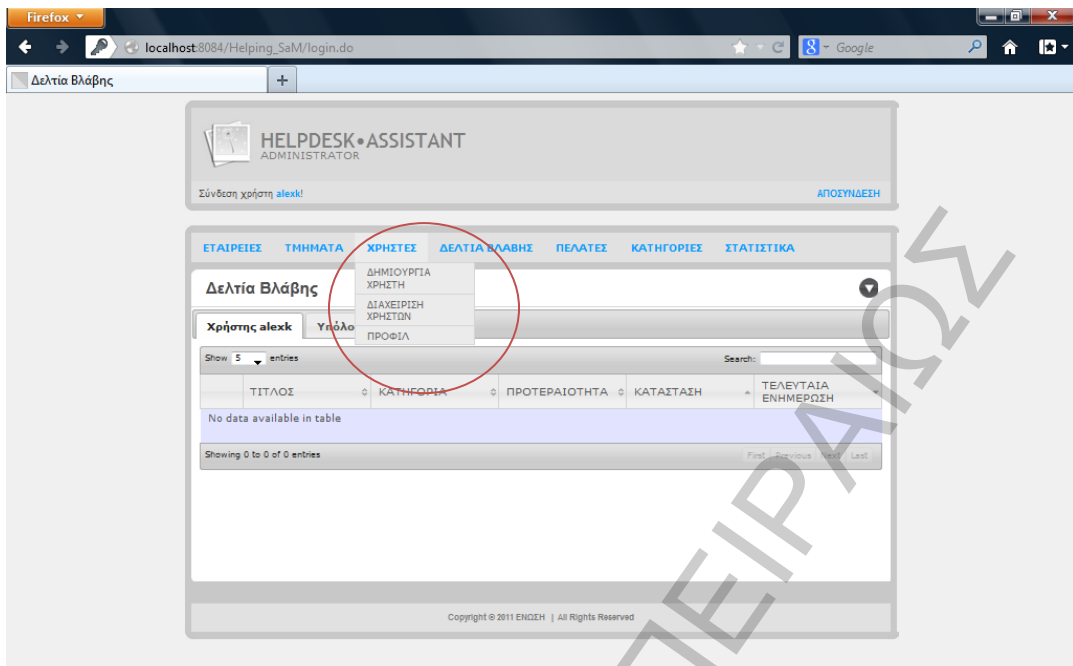 Firefox
localhost:8084/Helping_SaM/login.do
Google
Δελτία Βλάβης
HELPDESK•ASSISTANT
ADMINISTRATOR
Σύνδεση χρήστη alexk!
ΑΠΟΣΥΝΔΕΣΗ
ΕΤΑΙΡΕΙΕΣ ΤΜΗΜΑΤΑ ΧΡΗΣΤΕΣ ΔΕΛΤΙΑ ΒΛΑΒΗΣ ΠΕΛΑΤΕΣ ΚΑΤΗΓΟΡΙΕΣ ΣΤΑΤΙΣΤΙΚΑ
ΔΗΜΙΟΥΡΓΙΑ
ΧΡΗΣΤΗ
ΔΙΑΧΕΙΡΙΣΗ
ΧΡΗΣΤΩΝ
ΠΡΟΦΙΛ
Δελτία Βλάβης
Χρήστης alexk Υπόλο
Show 5 entries
Search:
ΤΙΤΛΟΣ ΚΑΤΗΓΟΡΙΑ ΠΡΟΤΕΡΑΙΟΤΗΤΑ ΚΑΤΑΣΤΑΣΗ ΤΕΛΕΥΤΑΙΑ
ΕΝΗΜΕΡΩΣΗ
No data available in table
Showing 0 to 0 of 0 entries
First Previous Next Last
Copyright © 2011 ΕΝΩΣΗ | All Rights Reserved
ΠΕΙΡΑΙΩΣ